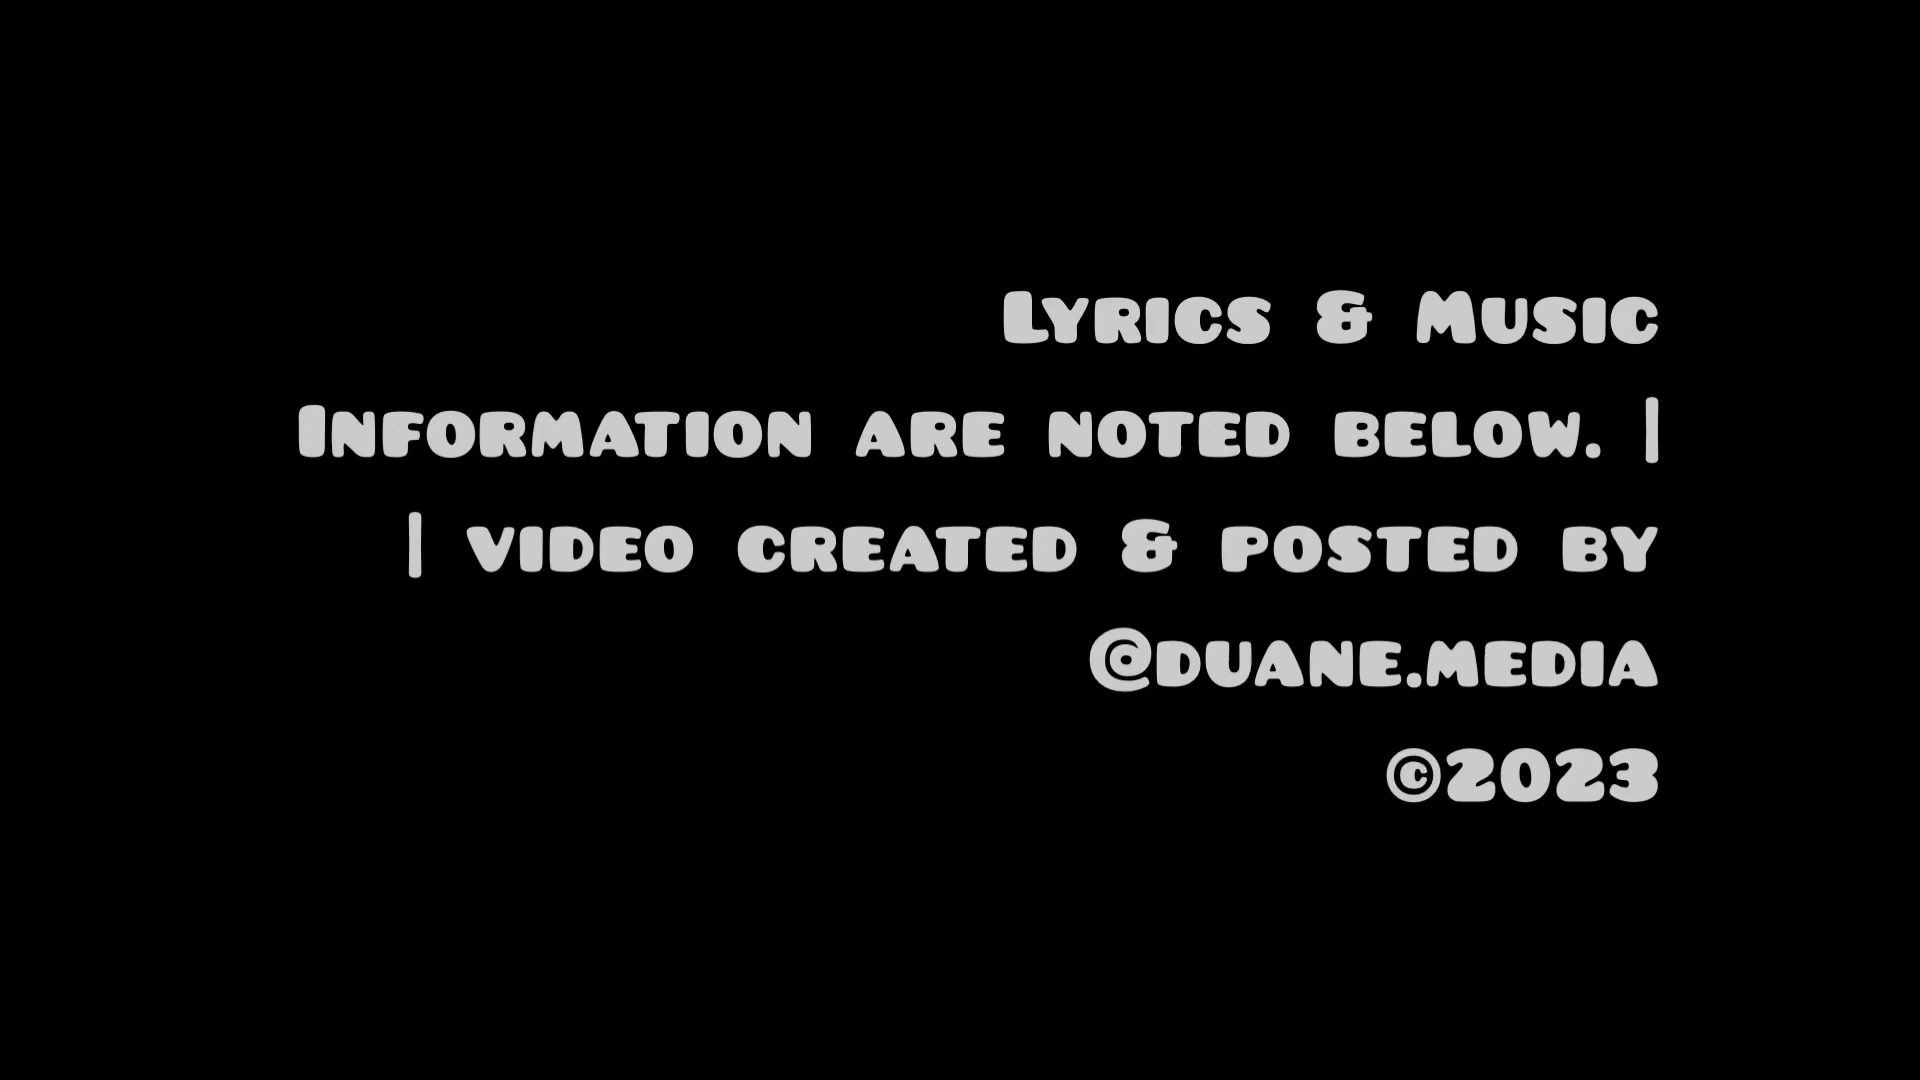 Lyrics & Music
Information are noted below. |
| video created & posted by
@duane.media
©2023